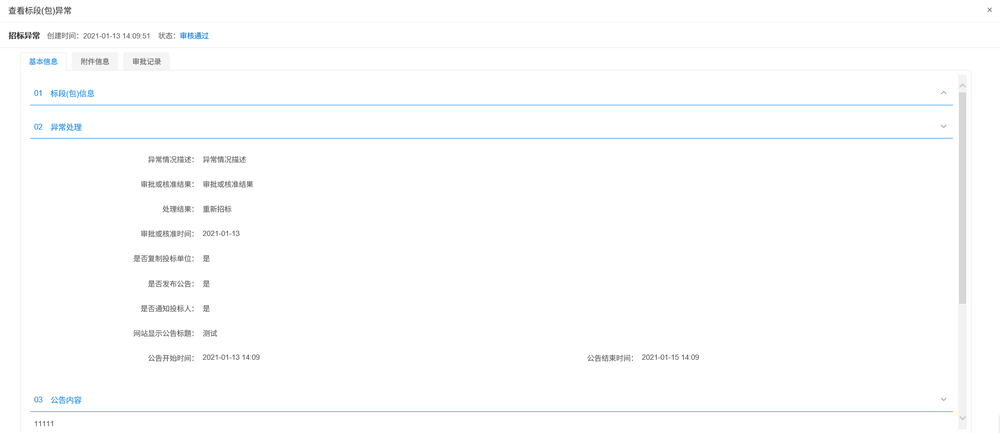 查看标段(包)异常
×
招标异常 创建时间：2021-01-13 14:09:51 状态：审核通过
基本信息 附件信息 审批记录
01 标段(包)信息
02 异常处理
异常情况描述： 异常情况描述
审批或核准结果： 审批或核准结果
处理结果： 重新招标
审批或核准时间： 2021-01-13
是否复制投标单位： 是
是否发布公告： 是
是否通知投标人： 是
网站显示公告标题： 测试
公告开始时间： 2021-01-13 14:09 公告结束时间： 2021-01-15 14:09
03 公告内容
11111